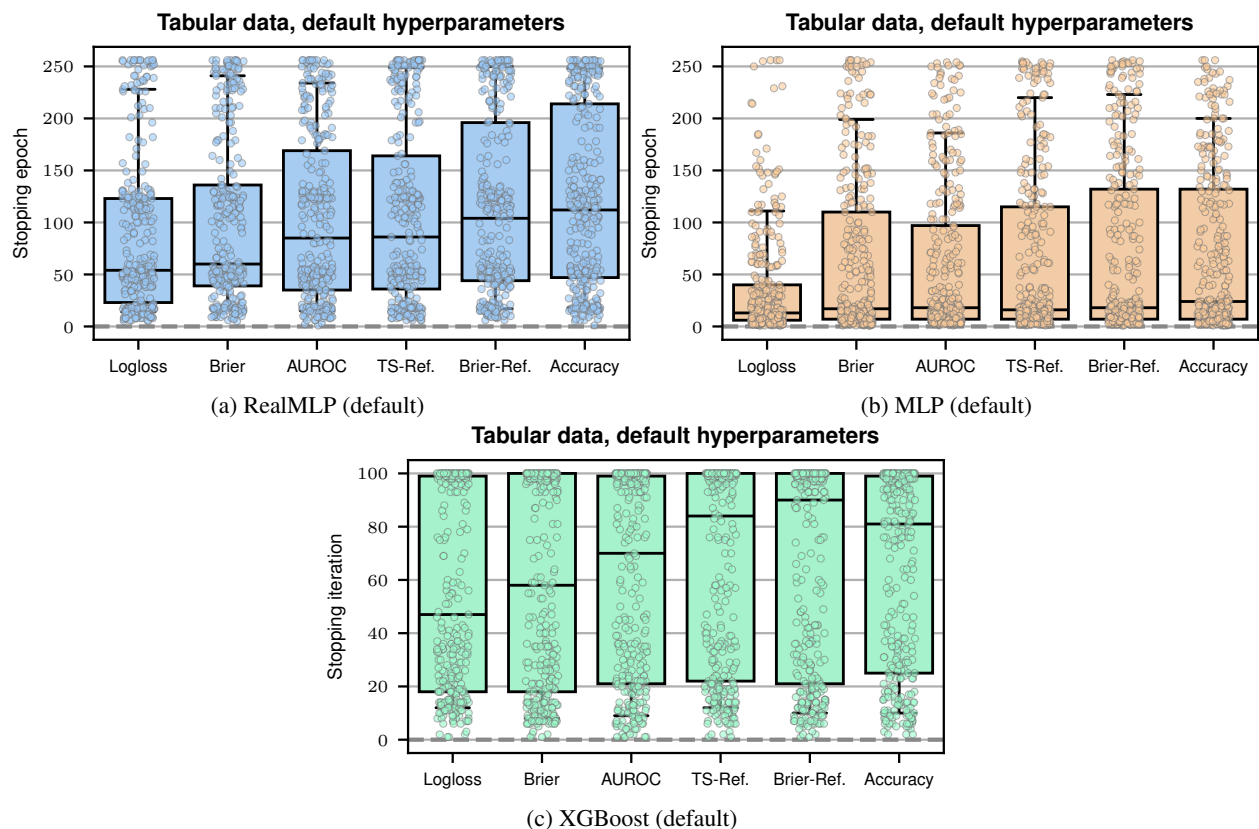 Tabular data, default hyperparameters
Stopping epoch
250
200
150
100
50
0
Logloss Brier AUROC TS-Ref. Brier-Ref. Accuracy
(a) RealMLP (default)
Tabular data, default hyperparameters
Stopping epoch
250
200
150
100
50
0
Logloss Brier AUROC TS-Ref. Brier-Ref. Accuracy
(b) MLP (default)
Tabular data, default hyperparameters
Stopping iteration
100
80
60
40
20
0
Logloss Brier AUROC TS-Ref. Brier-Ref. Accuracy
(c) XGBoost (default)